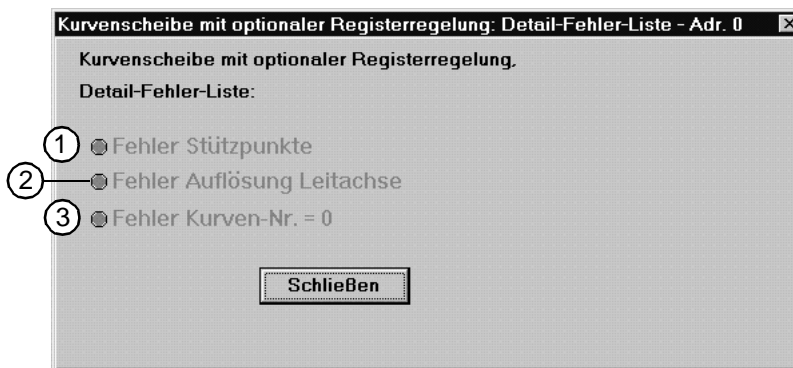 Kurvenscheibe mit optionaler Registerregelung: Detail-Fehler-Liste - Adr. 0
Kurvenscheibe mit optionaler Registerregelung,
Detail-Fehler-Liste:
1 Fehler Stützpunkte
2 Fehler Auflösung Leitachse
3 Fehler Kurven-Nr. = 0
Schließen